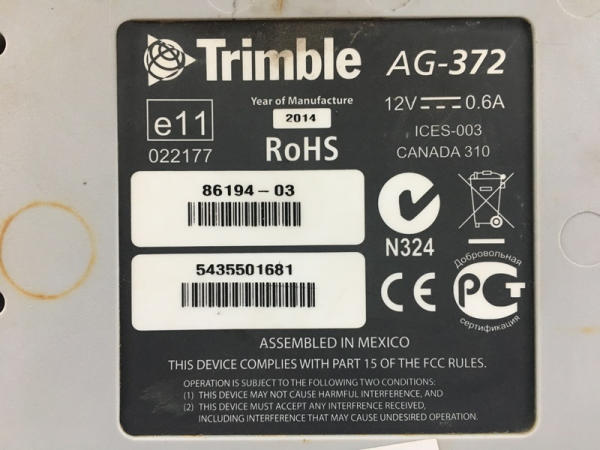 Trimble AG-372
Year of Manufacture
2014
12V 0.6A
e11
022177
RoHS
ICES-003
CANADA 310
86194-03
N324
5435501681
CE
Добровольная
РСТ
сертификация
ASSEMBLED IN MEXICO
THIS DEVICE COMPLIES WITH PART 15 OF THE FCC RULES.
OPERATION IS SUBJECT TO THE FOLLOWING TWO CONDITIONS:
(1) THIS DEVICE MAY NOT CAUSE HARMFUL INTERFERENCE, AND
(2) THIS DEVICE MUST ACCEPT ANY INTERFRENCE RECEIVED,
INCLUDING INTERFERENCE THAT MAY CAUSE UNDESIRED OPERATION.